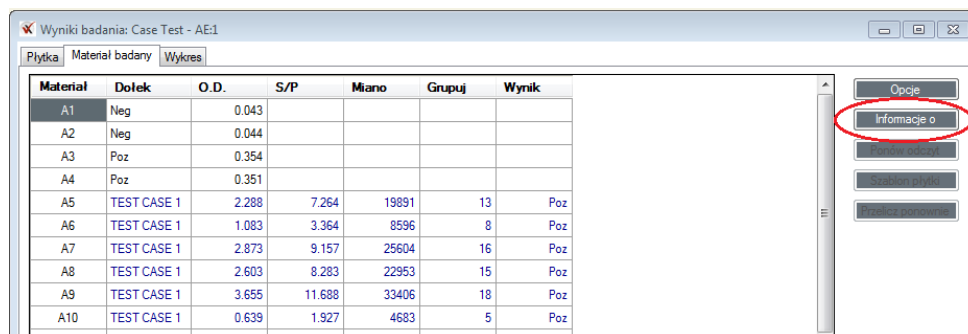 Wyniki badania: Case Test - AE:1
Płytka Materiał badany Wykres
Materiał Dołek O.D. S/P Miano Grupuj Wynik
A1 Neg 0.043
A2 Neg 0.044
A3 Poz 0.354
A4 Poz 0.351
A5 TEST CASE 1 2.288 7.264 19891 13 Poz
A6 TEST CASE 1 1.083 3.364 8596 8 Poz
A7 TEST CASE 1 2.873 9.157 25604 16 Poz
A8 TEST CASE 1 2.603 8.283 22953 15 Poz
A9 TEST CASE 1 3.655 11.688 33406 18 Poz
A10 TEST CASE 1 0.639 1.927 4683 5 Poz
Opcje
Informacje o
Ponów odczyt
Szablon płytki
Przelicz ponownie